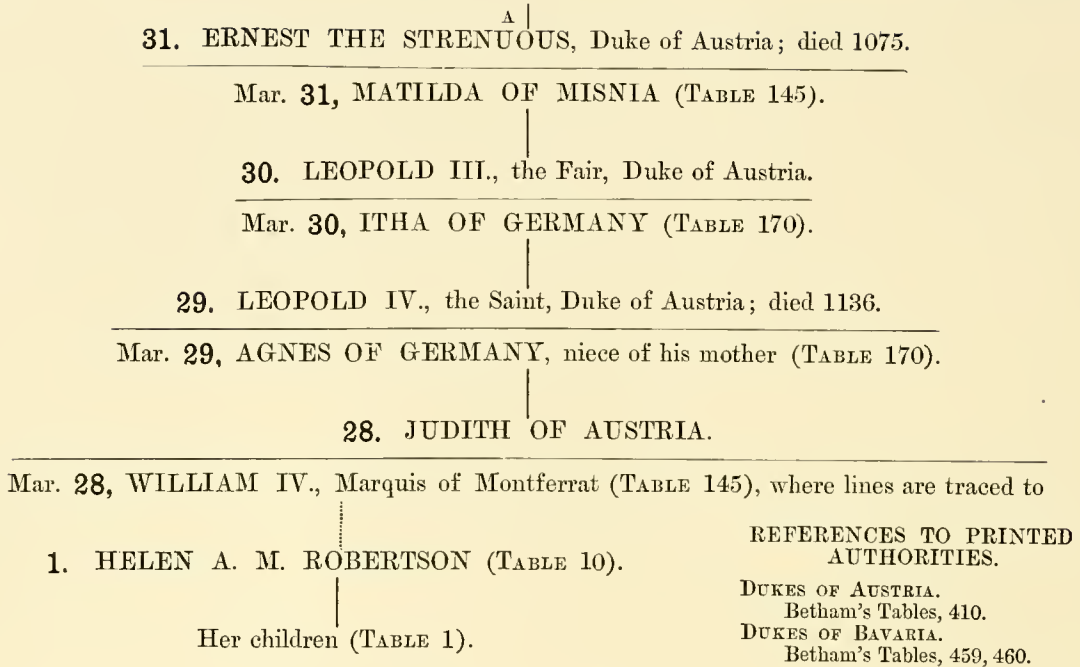 A
31. ERNEST THE STRENUOUS, Duke of Austria; died 1075.
Mar. 31, MATILDA OF MISNIA (TABLE 145).
30. LEOPOLD III., the Fair, Duke of Austria.
Mar. 30, ITHA OF GERMANY (TABLE 170).
29. LEOPOLD IV., the Saint, Duke of Austria; died 1136.
Mar. 29, AGNES OF GERMANY, niece of his mother (TABLE 170).
28. JUDITH OF AUSTRIA.
Mar. 28, WILLIAM IV., Marquis of Montferrat (TABLE 145), where lines are traced to
1. HELEN A. M. ROBERTSON (TABLE 10).
Her children (TABLE 1).
REFERENCES TO PRINTED
AUTHORITIES.
DUKES OF AUSTRIA.
Betham's Tables, 410.
DUKES OF BAVARIA.
Betham's Tables, 459, 460.